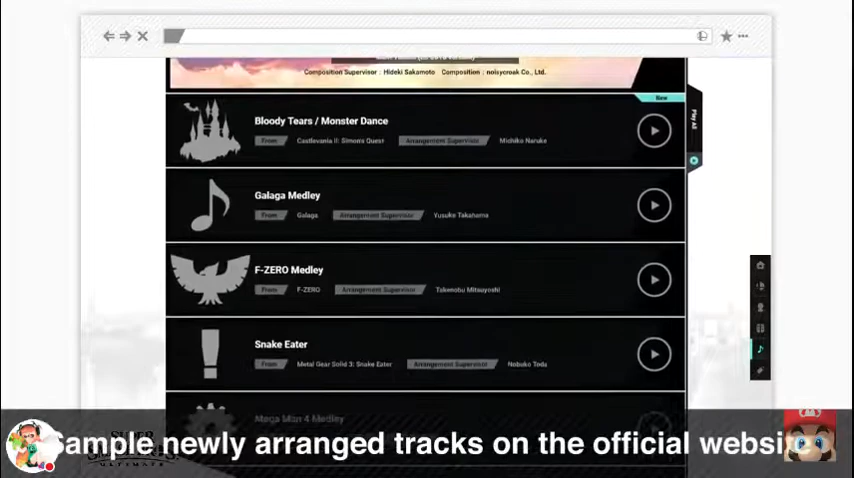 Composition Supervisor : Hideki Sakamoto Composition : noisycroak Co., Ltd.
New
Bloody Tears / Monster Dance
From Castlevania II: Simon's Quest Arrangement Supervisor Michiko Naruke
Play All
Galaga Medley
From Galaga Arrangement Supervisor Yusuke Takahama
F-ZERO Medley
From F-ZERO Arrangement Supervisor Takenobu Mitsuyoshi
Snake Eater
From Metal Gear Solid 3: Snake Eater Arrangement Supervisor Nobuko Toda
Mega Man 4 Medley
Sample newly arranged tracks on the official website
ULTIMATE